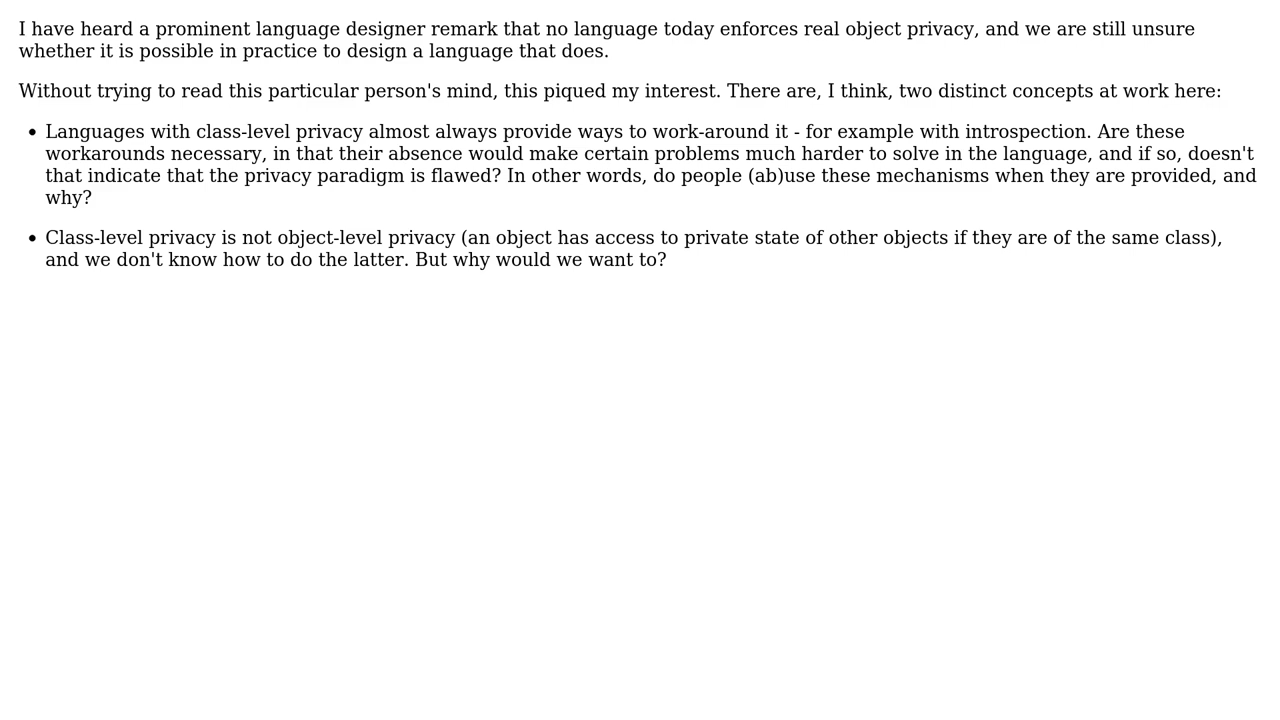 I have heard a prominent language designer remark that no language today enforces real object privacy, and we are still unsure
whether it is possible in practice to design a language that does.
Without trying to read this particular person's mind, this piqued my interest. There are, I think, two distinct concepts at work here:
• Languages with class-level privacy almost always provide ways to work-around it - for example with introspection. Are these
workarounds necessary, in that their absence would make certain problems much harder to solve in the language, and if so, doesn't
that indicate that the privacy paradigm is flawed? In other words, do people (ab)use these mechanisms when they are provided, and
why?
• Class-level privacy is not object-level privacy (an object has access to private state of other objects if they are of the same class),
and we don't know how to do the latter. But why would we want to?